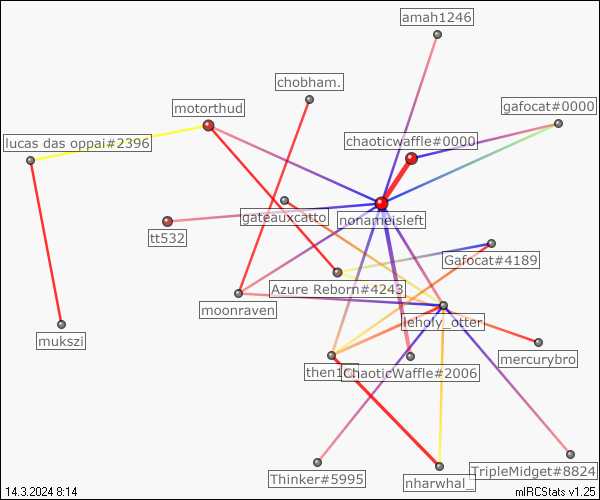 amah1246
chobham.
motorthud
gafocat#0000
lucas das oppai#2396
chaoticwaffle#0000
gateauxcatto
nonameisleft
tt532
Gafocat#4189
Azure Reborn#4243
moonraven
lehofy_otter
mukszi
mercurybro
ChaoticWaffle#2006
Thinker#5995
TripleMidget#8824
nharwhal_
14.3.2024 8:14
mIRCStats v1.25